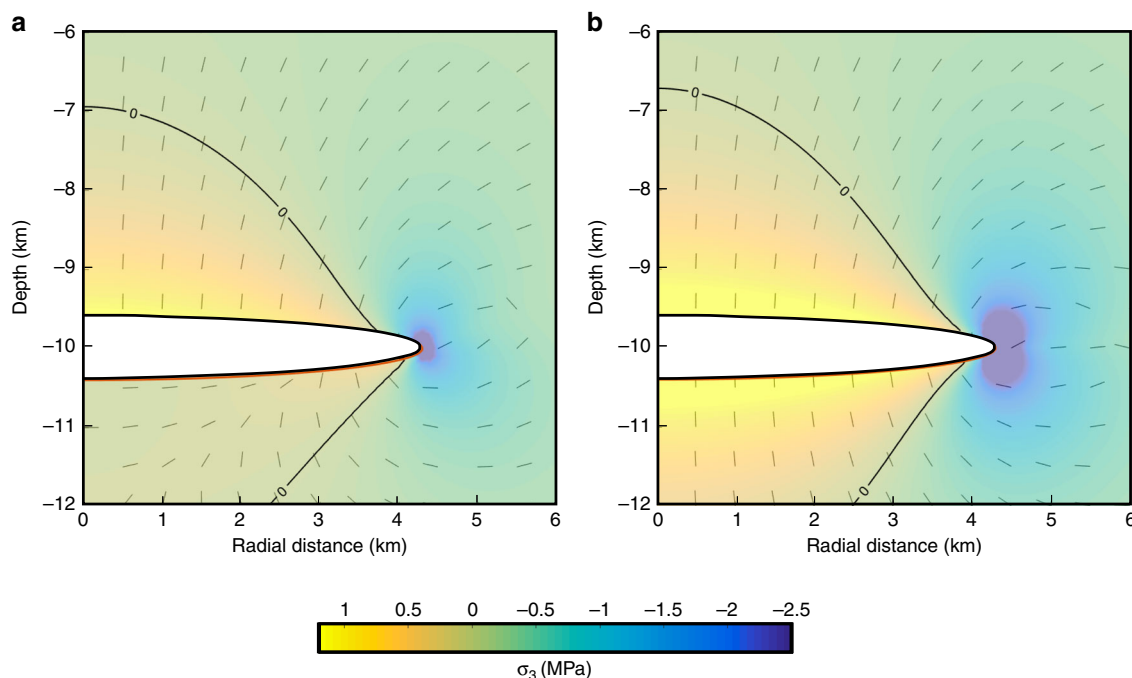 a
b
–6
–7
–8
–9
–10
–11
–12
Depth (km)
0
0
0
0 1 2 3 4 5 6
Radial distance (km)
–6
–7
–8
–9
–10
–11
–12
Depth (km)
0
0
0
0 1 2 3 4 5 6
Radial distance (km)
1 0.5 0 –0.5 –1 –1.5 –2 –2.5
σ3 (MPa)